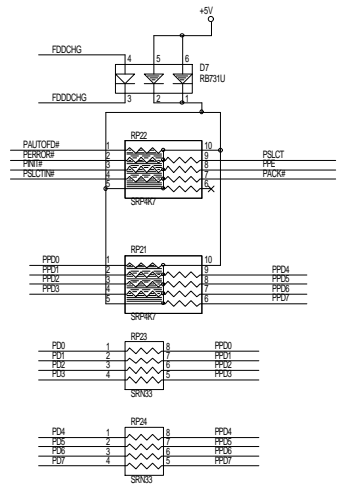 +5V
FDDCHG
4 5 6
D7
RB731U
FDDDCHG
3 2 1
RP22
PAUTOFD# 1 10
PERROR# 2 9 PSLCT
PINIT# 3 8 PPE
PSLCTIN# 4 7 PACK#
5 6
SRP4K7
RP21
PPD0 1 10
PPD1 2 9 PPD4
PPD2 3 8 PPD5
PPD3 4 7 PPD6
5 6 PPD7
SRP4K7
RP23
PD0 1 8 PPD0
PD1 2 7 PPD1
PD2 3 6 PPD2
PD3 4 5 PPD3
SRN33
RP24
PD4 1 8 PPD4
PD5 2 7 PPD5
PD6 3 6 PPD6
PD7 4 5 PPD7
SRN33